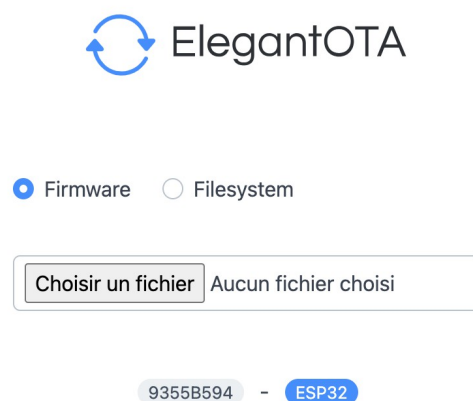 ElegantOTA
Firmware Filesystem
Choisir un fichier Aucun fichier choisi
9355B594 - ESP32